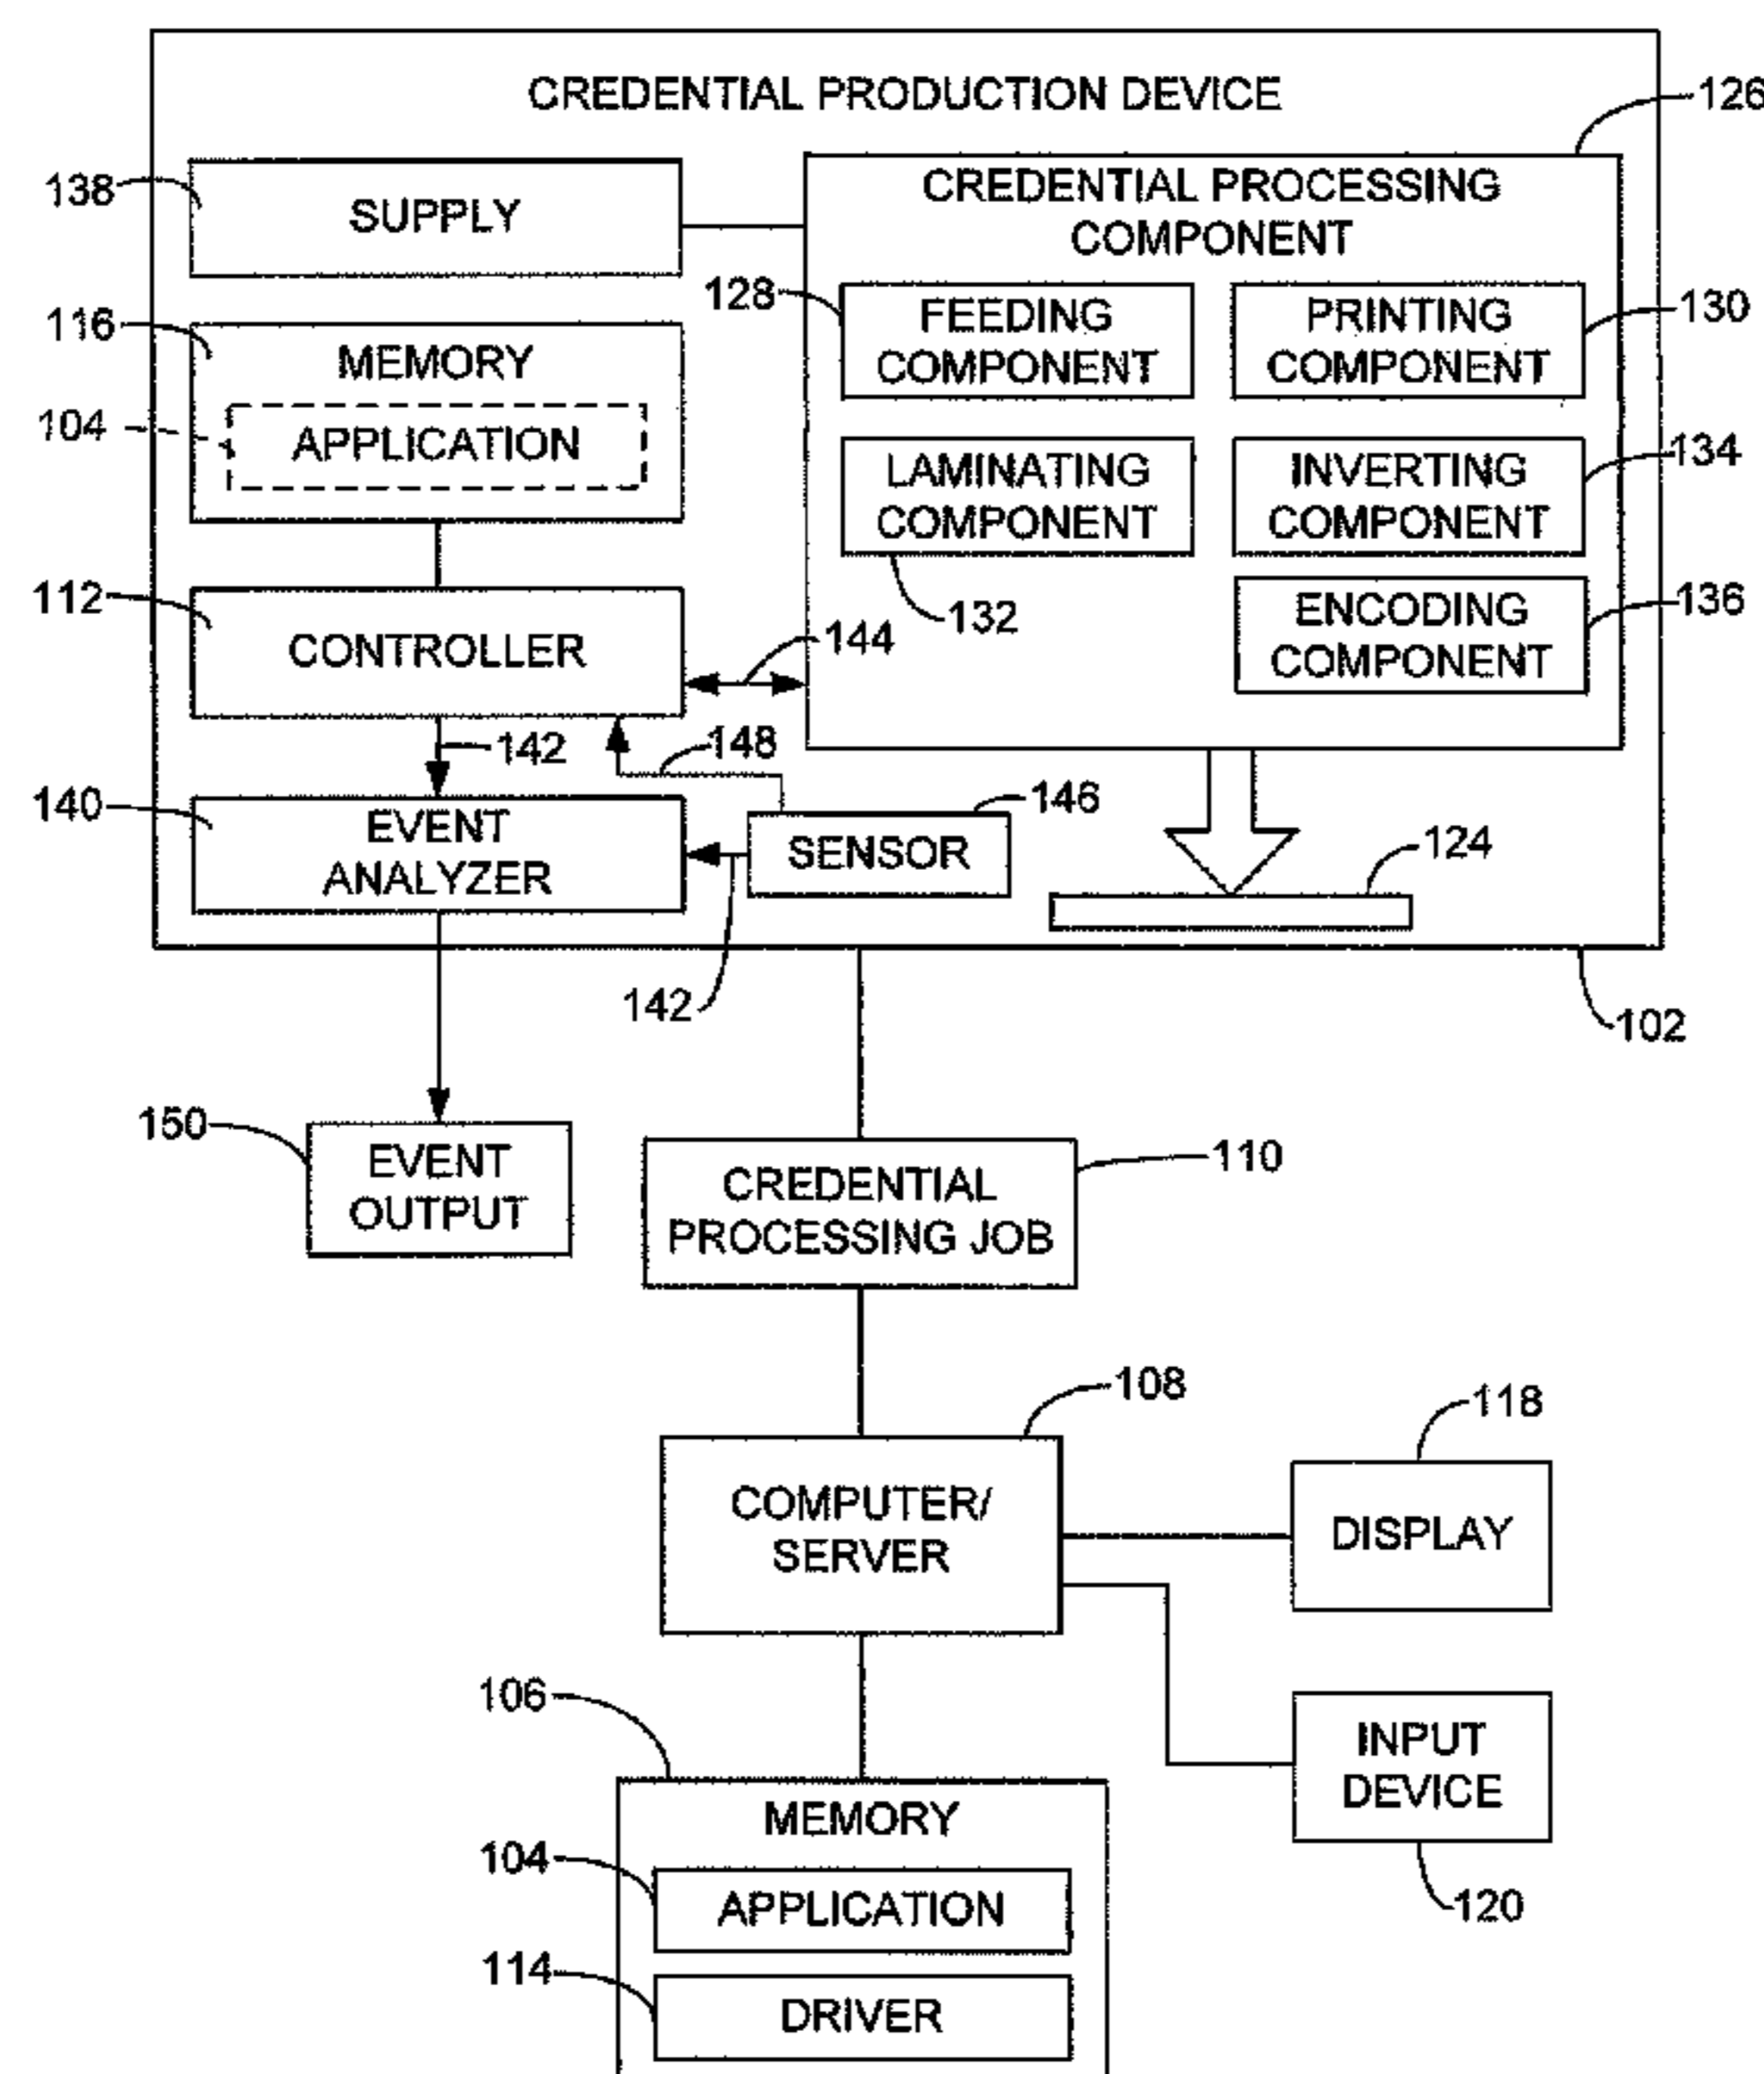 CREDENTIAL PRODUCTION DEVICE
126
138
SUPPLY
CREDENTIAL PROCESSING
COMPONENT
128
FEEDING
COMPONENT
PRINTING
COMPONENT
130
116
MEMORY
104
APPLICATION
LAMINATING
COMPONENT
INVERTING
COMPONENT
134
132
112
CONTROLLER
144
ENCODING
COMPONENT
136
142
148
140
EVENT
ANALYZER
146
SENSOR
124
142
102
150
EVENT
OUTPUT
110
CREDENTIAL
PROCESSING JOB
108
COMPUTER/
SERVER
118
DISPLAY
106
INPUT
DEVICE
120
MEMORY
104
APPLICATION
114
DRIVER